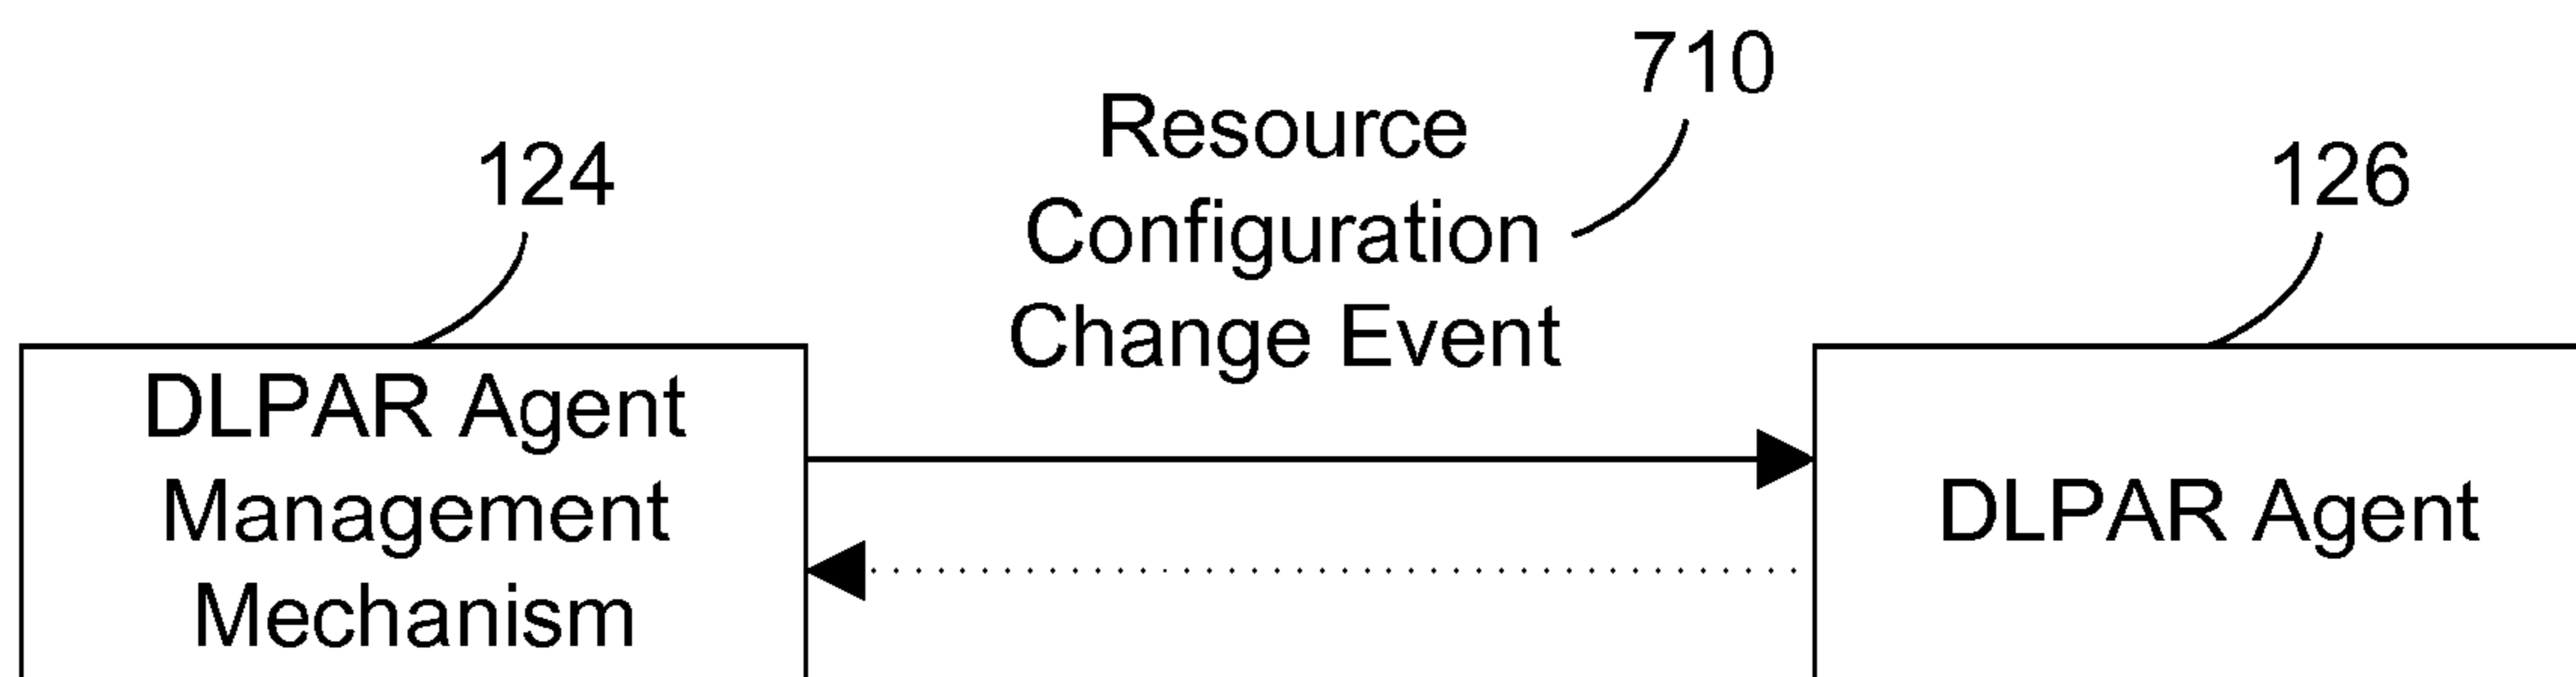 710
Resource
Configuration
Change Event
124
126
DLPAR Agent
Management
Mechanism
DLPAR Agent